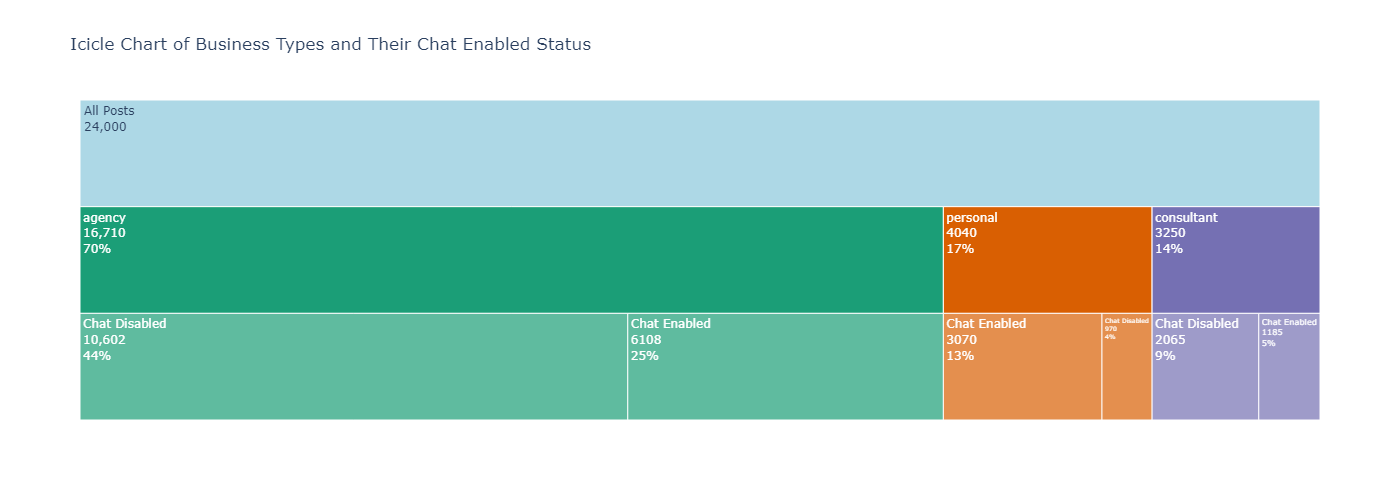 Icicle Chart of Business Types and Their Chat Enabled Status
All Posts
24,000
agency
16,710
70%
personal
4040
17%
consultant
3250
14%
Chat Disabled
10,602
44%
Chat Enabled
6108
25%
Chat Enabled
3070
13%
Chat Disabled
970
4%
Chat Disabled
2065
9%
Chat Enabled
1185
5%